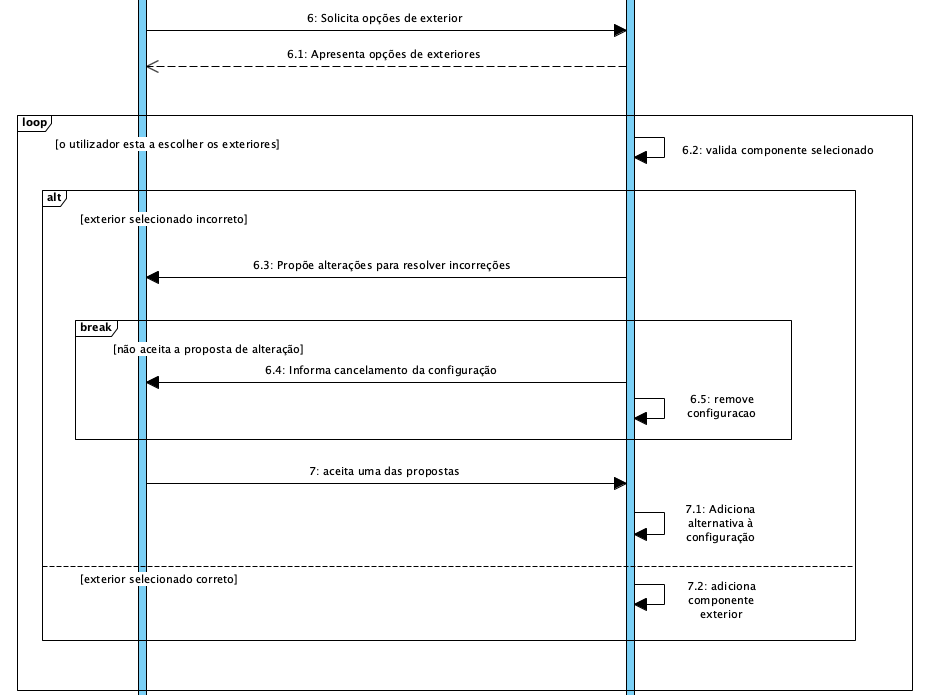 6: Solicita opções de exterior
6.1: Apresenta opções de exteriores
loop
[o utilizador esta a escolher os exteriores]
6.2: valida componente selecionado
alt
[exterior selecionado incorreto]
6.3: Propõe alterações para resolver incorreções
break
[não aceita a proposta de alteração]
6.4: Informa cancelamento da configuração
6.5: remove
configuracao
7: aceita uma das propostas
7.1: Adiciona
alternativa à
configuração
[exterior selecionado correto]
7.2: adiciona
componente
exterior